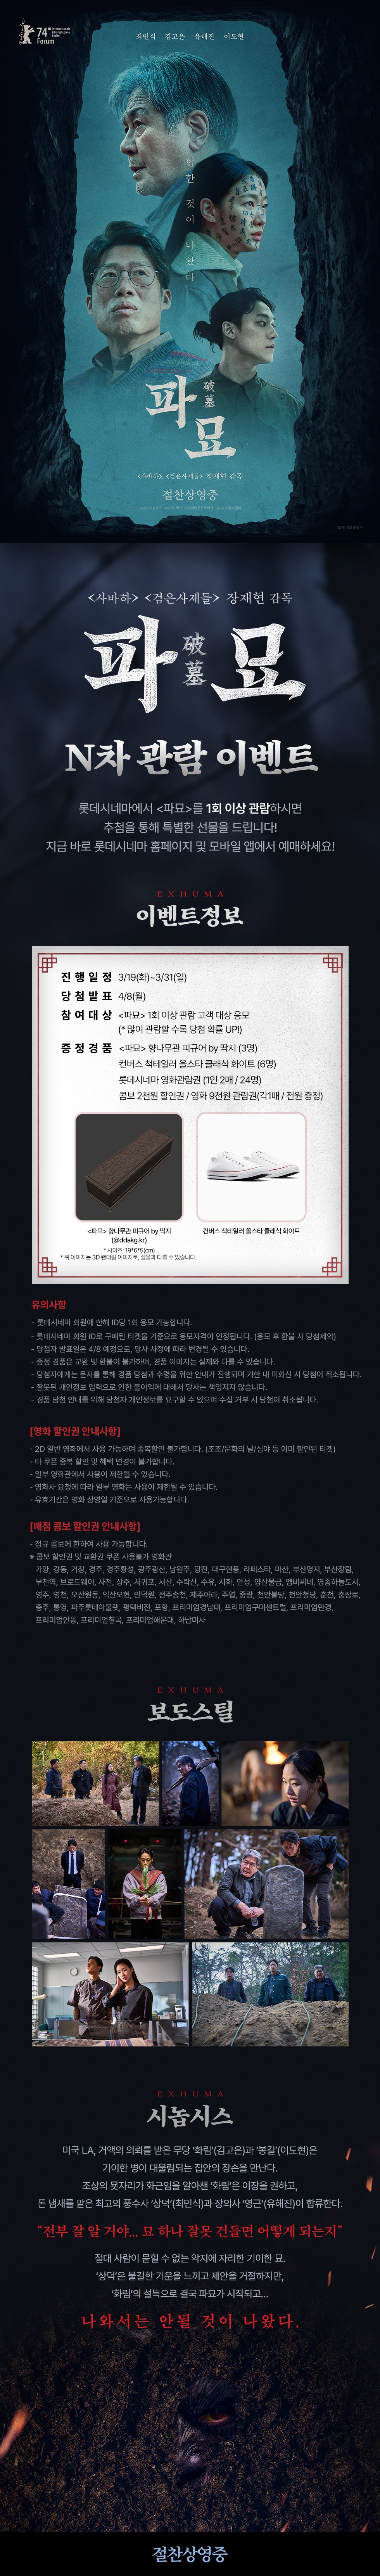 74°
Internationale
Filmfestspiele
Berlin
Forum
최민식 김고은 유해진 이도현
험한 것이 나왔다
파묘
破墓
<사바하>, <검은사제들> 장재현 감독
절찬상영중
<사바하> <검은사제들> 장재현 감독
파破墓묘
N차 관람 이벤트
롯데시네마에서 <파묘>를 1회 이상 관람하시면
추첨을 통해 특별한 선물을 드립니다!
지금 바로 롯데시네마 홈페이지 및 모바일 앱에서 예매하세요!
EXHUMA
이벤트정보
진행일정 3/19(화)~3/31(일)
당첨발표 4/8(월)
참여대상 <파묘> 1회 이상 관람 고객 대상 응모
(* 많이 관람할 수록 당첨 확률 UP!)
증정경품 <파묘> 향나무관 피규어 by 딱지 (3명)
컨버스 척테일러 올스타 클래식 화이트 (6명)
롯데시네마 영화관람권 (1인 2매 / 24명)
콤보 2천원 할인권 / 영화 9천원 관람권(각1매 / 전원 증정)
<파묘> 향나무관 피규어 by 딱지
(@ddakg.kr)
* 사이즈: 19*6*5(cm)
* 위 이미지는 3D 렌더링 이미지로, 실물과 다를 수 있습니다.
컨버스 척테일러 올스타 클래식 화이트
유의사항
- 롯데시네마 회원에 한해 ID당 1회 응모 가능합니다.
- 롯데시네마 회원 ID로 구매된 티켓을 기준으로 응모자격이 인정됩니다. (응모 후 환불 시 당첨제외)
- 당첨자 발표일은 4/8 예정으로, 당사 사정에 따라 변경될 수 있습니다.
- 증정 경품은 교환 및 환불이 불가하며, 경품 이미지는 실제와 다를 수 있습니다.
- 당첨자에게는 문자를 통해 경품 당첨과 수령을 위한 안내가 진행되며 기한 내 미회신 시 당첨이 취소됩니다.
- 잘못된 개인정보 입력으로 인한 불이익에 대해서 당사는 책임지지 않습니다.
- 경품 당첨 안내를 위해 당첨자 개인정보를 요구할 수 있으며 수집 거부 시 당첨이 취소됩니다.
[영화 할인권 안내사항]
- 2D 일반 영화에서 사용 가능하며 중복할인 불가합니다. (조조/문화의 날/심야 등 이미 할인된 티켓)
- 타 쿠폰 중복 할인 및 혜택 변경이 불가합니다.
- 일부 영화관에서 사용이 제한될 수 있습니다.
- 영화사 요청에 따라 일부 영화는 사용이 제한될 수 있습니다.
- 유효기간은 영화 상영일 기준으로 사용가능합니다.
[매점 콤보 할인권 안내사항]
- 정규 콤보에 한하여 사용 가능합니다.
※ 콤보 할인권 및 교환권 쿠폰 사용불가 영화관
가양, 강동, 거창, 경주, 경주황성, 광주광산, 남원주, 당진, 대구현풍, 라페스타, 마산, 부산명지, 부산장림,
부천역, 브로드웨이, 사천, 상주, 서귀포, 서산, 수락산, 수유, 시화, 안성, 양산물금, 엠비씨네, 영종하늘도시,
영주, 영천, 오산원동, 익산모현, 인덕원, 전주송천, 제주아라, 주엽, 중랑, 천안불당, 천안청당, 춘천, 충장로,
충주, 통영, 파주롯데아울렛, 평택비전, 포항, 프리미엄경남대, 프리미엄구미센트럴, 프리미엄만경,
프리미엄안동, 프리미엄칠곡, 프리미엄해운대, 하남미사
EXHUMA
보도스틸
EXHUMA
시놉시스
미국 LA, 거액의 의뢰를 받은 무당 '화림'(김고은)과 '봉길'(이도현)은
기이한 병이 대물림되는 집안의 장손을 만난다.
조상의 묫자리가 화근임을 알아챈 '화림'은 이장을 권하고,
돈 냄새를 맡은 최고의 풍수사 '상덕'(최민식)과 장의사 '영근'(유해진)이 합류한다.
"전부 잘 알 거야... 묘 하나 잘못 건들면 어떻게 되는지"
절대 사람이 묻힐 수 없는 악지에 자리한 기이한 묘.
'상덕'은 불길한 기운을 느끼고 제안을 거절하지만,
'화림'의 설득으로 결국 파묘가 시작되고...
나와서는 안될 것이 나왔다.
절찬상영중